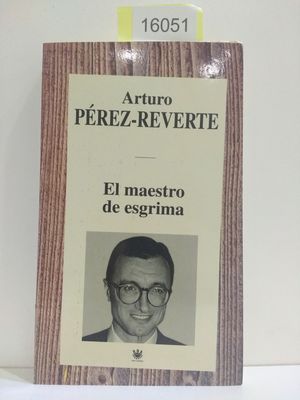 16051
Arturo
PÉREZ-REVERTE
El maestro
de esgrima